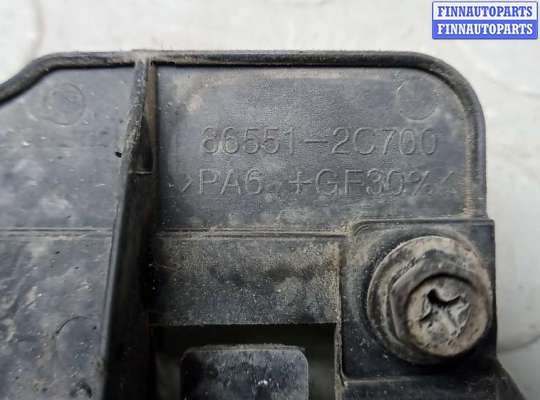 FINNAUTOPARTS
FINNAUTOPARTS
86551-2C700
>PA6 +GF30%<